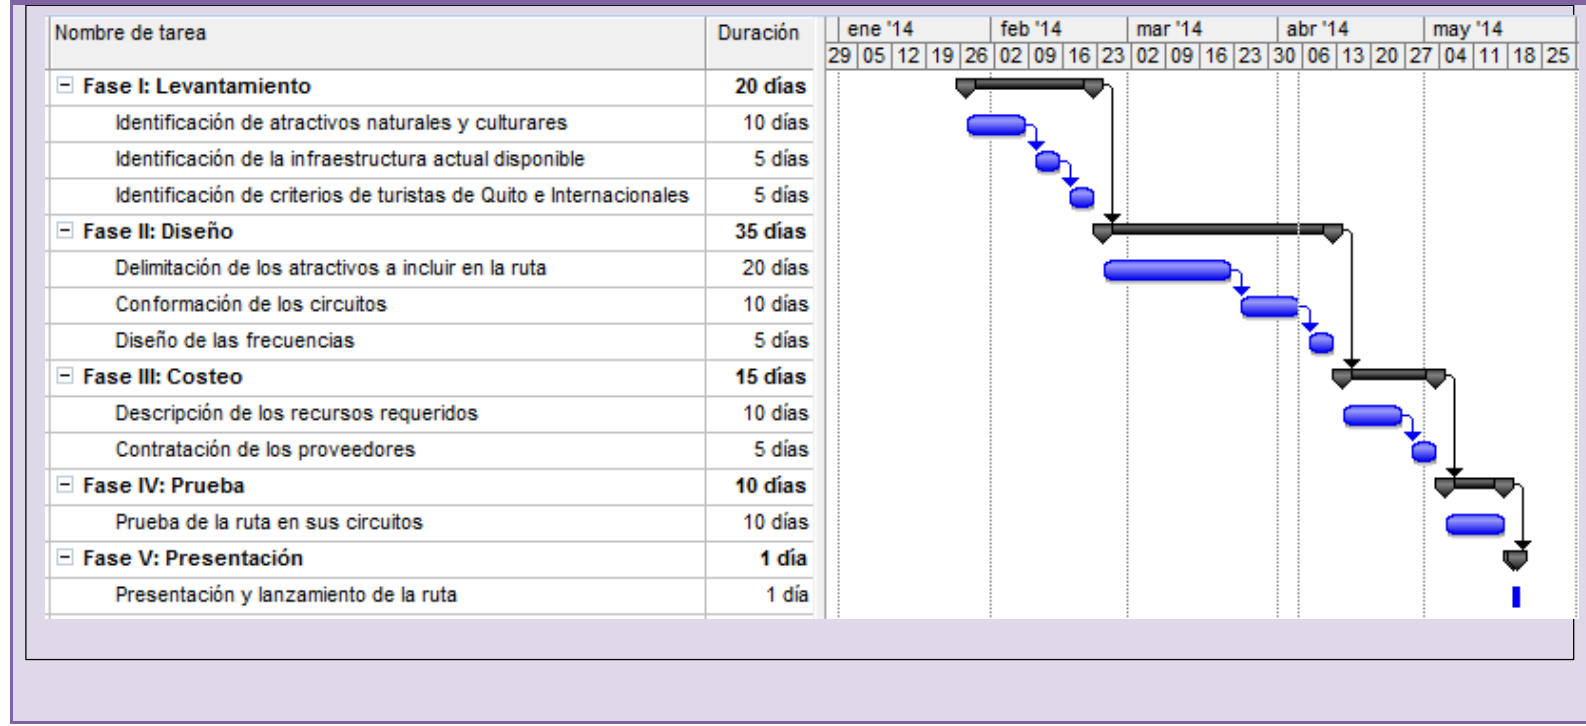 Nombre de tarea Duración ene '14 feb '14 mar '14 abr '14 may '14
29 05 12 19 26 02 09 16 23 02 09 16 23 30 06 13 20 27 04 11 18 25
Fase I: Levantamiento 20 días
Identificación de atractivos naturales y culturares 10 días
Identificación de la infraestructura actual disponible 5 días
Identificación de criterios de turistas de Quito e Internacionales 5 días
Fase II: Diseño 35 días
Delimitación de los atractivos a incluir en la ruta 20 días
Conformación de los circuitos 10 días
Diseño de las frecuencias 5 días
Fase III: Costeo 15 días
Descripción de los recursos requeridos 10 días
Contratación de los proveedores 5 días
Fase IV: Prueba 10 días
Prueba de la ruta en sus circuitos 10 días
Fase V: Presentación 1 día
Presentación y lanzamiento de la ruta 1 día